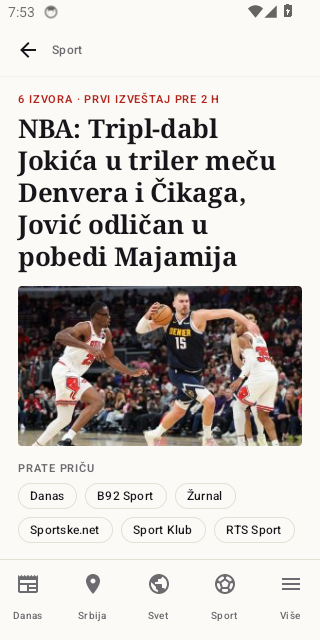 7:53
Sport
6 IZVORA · PRVI IZVEŠTAJ PRE 2 H
NBA: Tripl-dabl
Jokića u triler meču
Denvera i Čikaga,
Jović odličan u
pobedi Majamija
DENVER
15
PRATE PRIČU
Danas
B92 Sport
Žurnal
Sportske.net
Sport Klub
RTS Sport
Danas
Srbija
Svet
Sport
Više